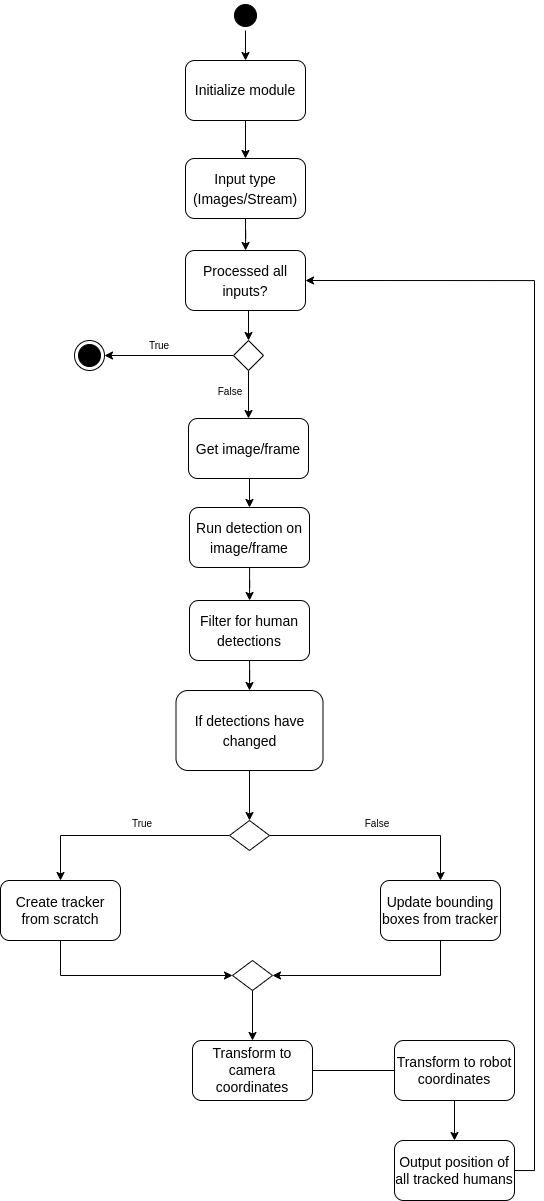 Initialize module
Input type
(Images/Stream)
Processed all
inputs?
True
False
Get image/frame
Run detection on
image/frame
Filter for human
detections
If detections have
changed
True
False
Create tracker
from scratch
Update bounding
boxes from tracker
Transform to
camera
coordinates
Transform to robot
coordinates
Output position of
all tracked humans